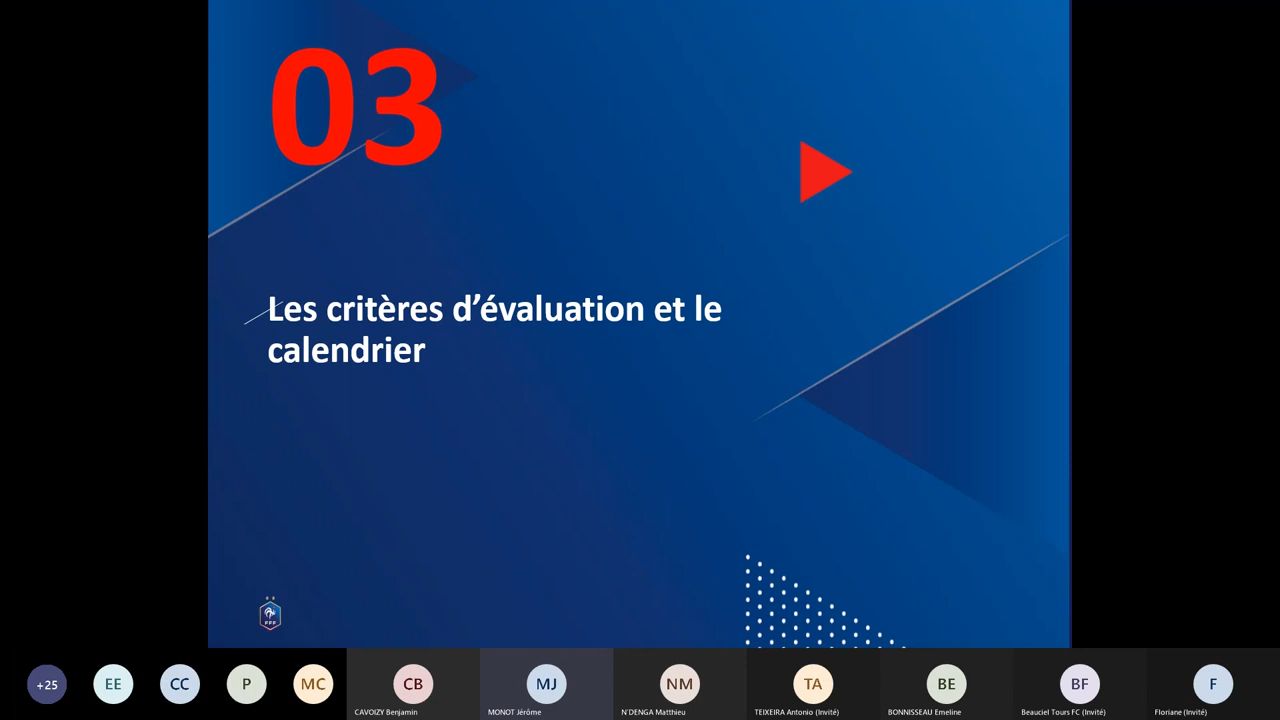 03
Les critères d'évaluation et le
calendrier
FFF
+25
EE
CC
P
MC
CB
CAVOIZY Benjamin
MJ
MONOT Jérôme
NM
N'DENGA Matthieu
TA
TEIXEIRA Antonio (Invité)
BE
BONNISSEAU Emeline
BF
Beauciel Tours FC (Invité)
F
Floriane (Invité)